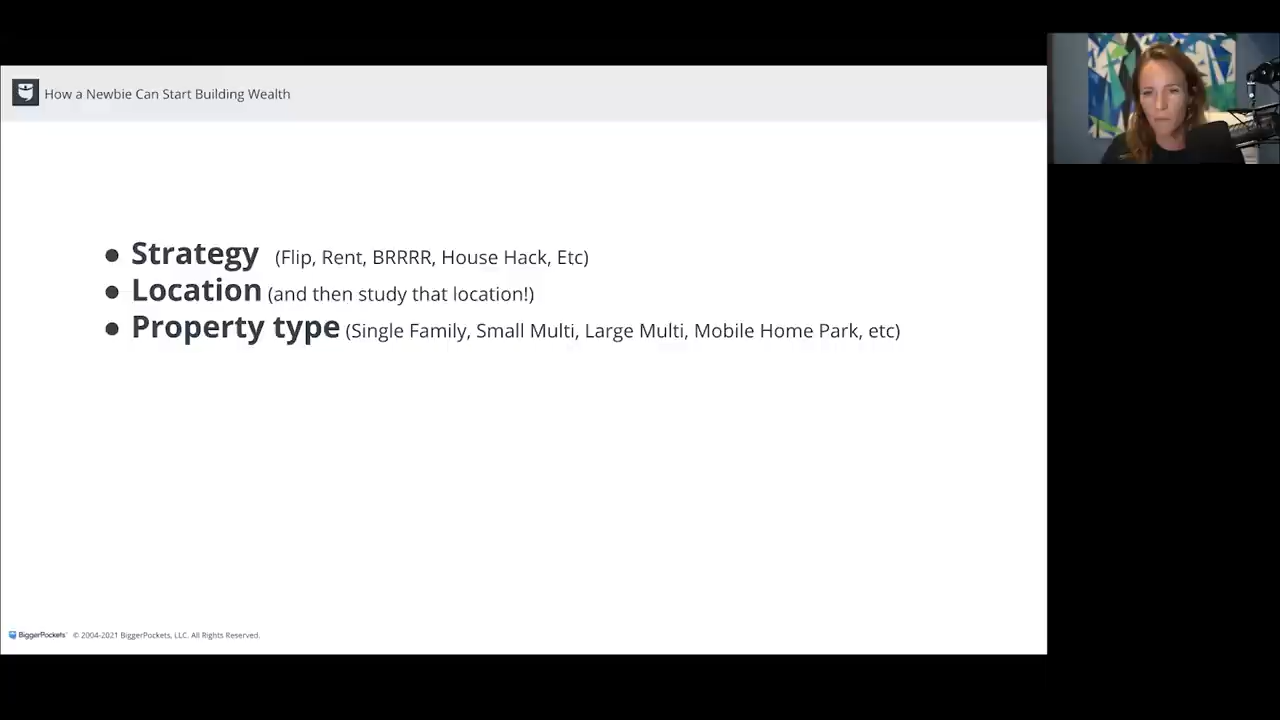 How a Newbie Can Start Building Wealth
● Strategy (Flip, Rent, BRRRR, House Hack, Etc)
● Location (and then study that location!)
● Property type (Single Family, Small Multi, Large Multi, Mobile Home Park, etc)
BiggerPockets © 2004-2021 BiggerPockets, LLC. All Rights Reserved.